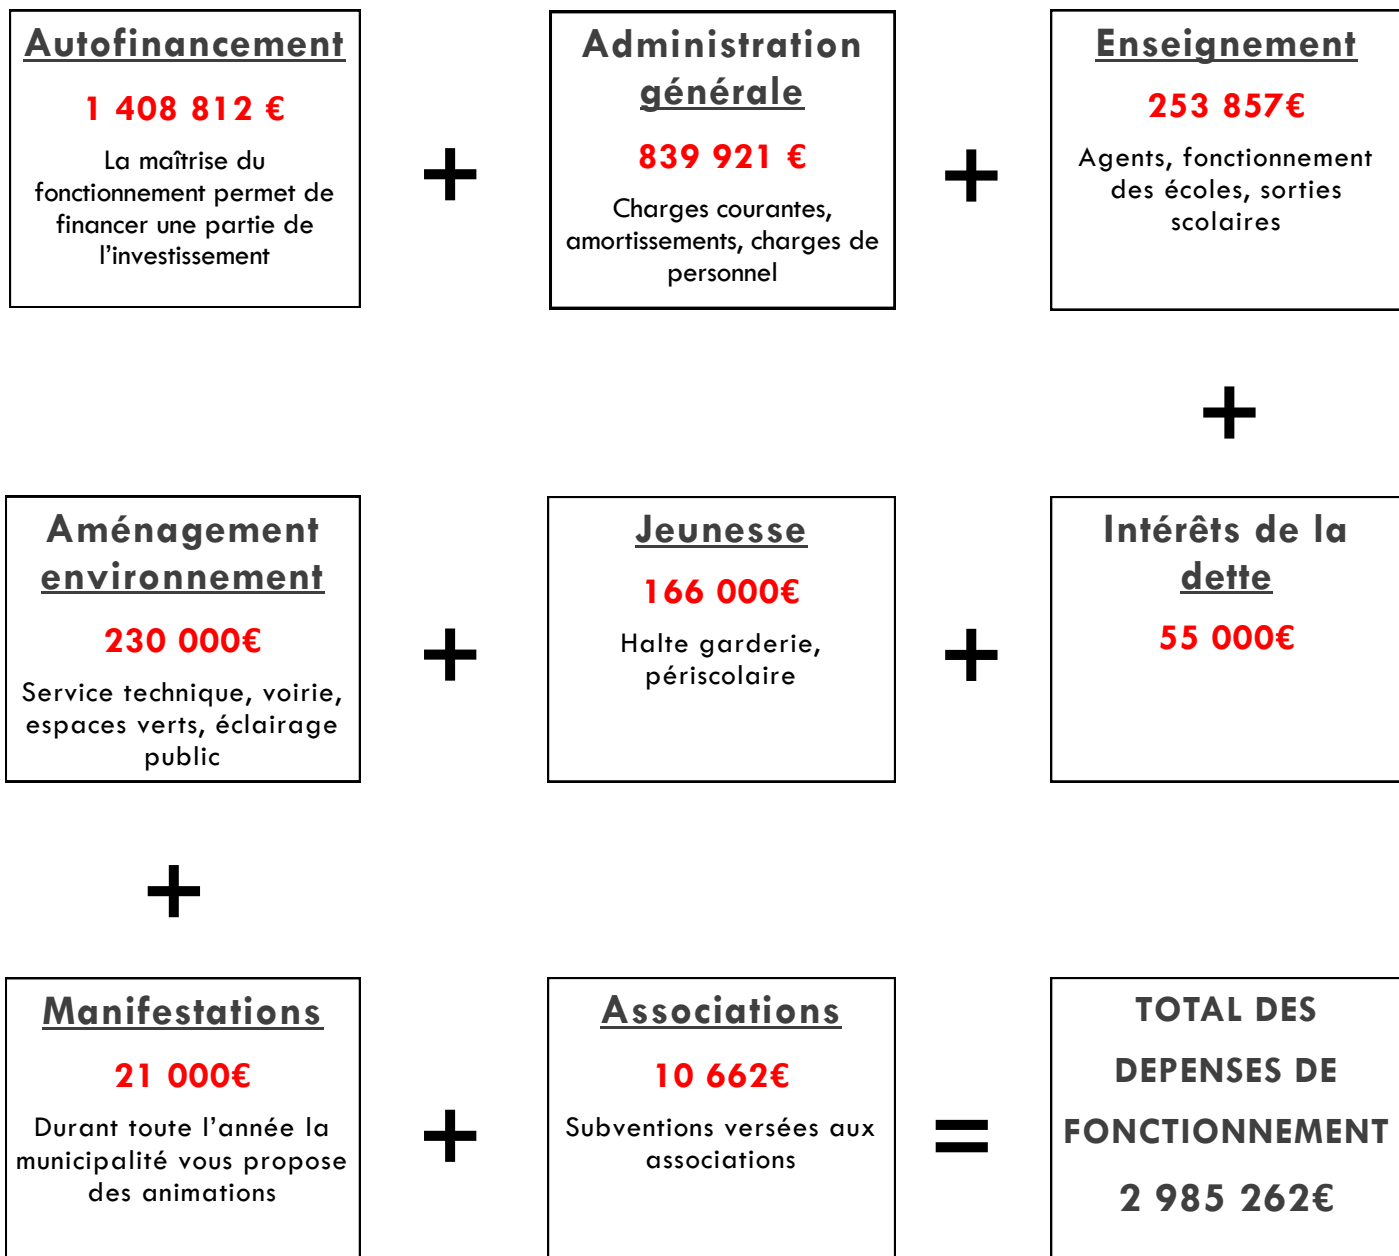 Autofinancement
1 408 812 €
La maîtrise du
fonctionnement permet de
financer une partie de
l’investissement
+
Administration
générale
839 921 €
Charges courantes,
amortissements, charges de
personnel
+
Enseignement
253 857€
Agents, fonctionnement
des écoles, sorties
scolaires
+
Aménagement
environnement
230 000€
Service technique, voirie,
espaces verts, éclairage
public
+
Jeunesse
166 000€
Halte garderie,
périscolaire
+
Intérêts de la
dette
55 000€
+
Manifestations
21 000€
Durant toute l’année la
municipalité vous propose
des animations
+
Associations
10 662€
Subventions versées aux
associations
=
TOTAL DES
DEPENSES DE
FONCTIONNEMENT
2 985 262€